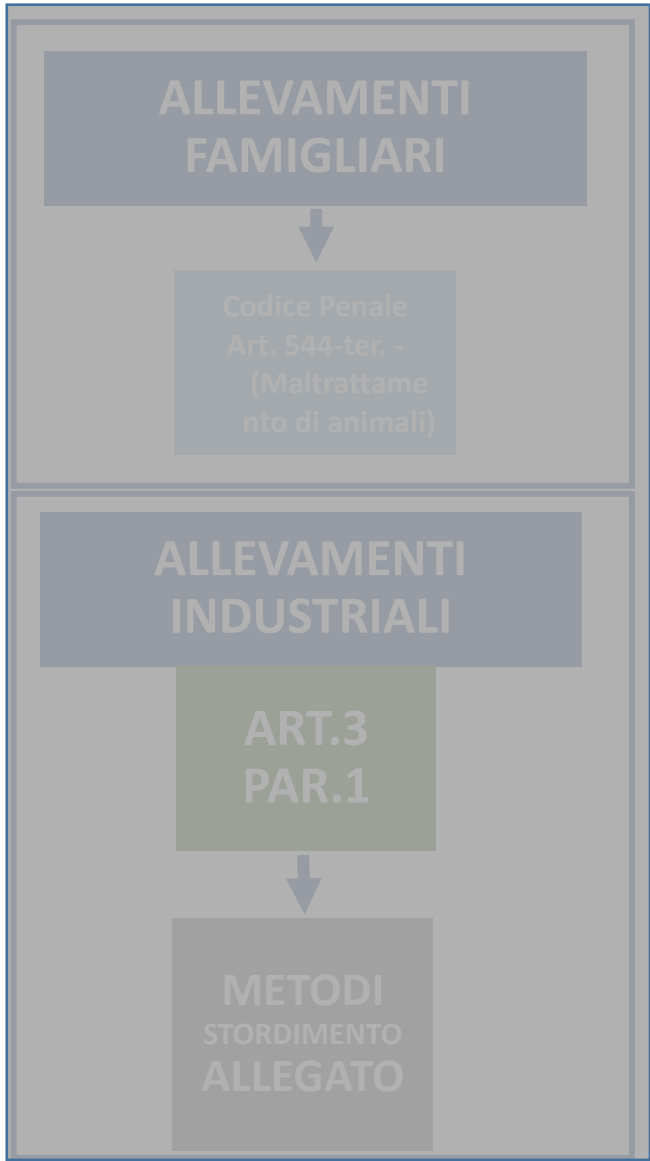 ALLEVAMENTI
FAMIGLIARI
Codice Penale
Art. 544-ter. -
(Maltrattame
nto di animali)
ALLEVAMENTI
INDUSTRIALI
ART.3
PAR.1
METODI
STORDIMENTO
ALLEGATO